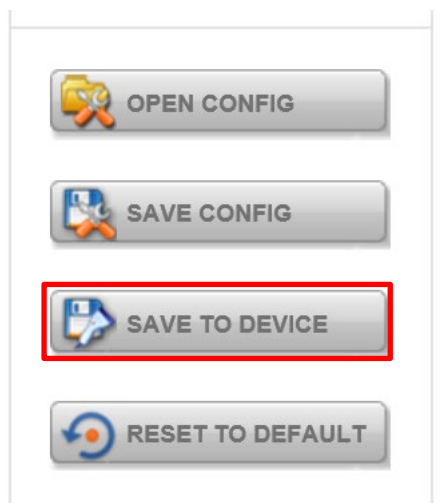 OPEN CONFIG
SAVE CONFIG
SAVE TO DEVICE
RESET TO DEFAULT